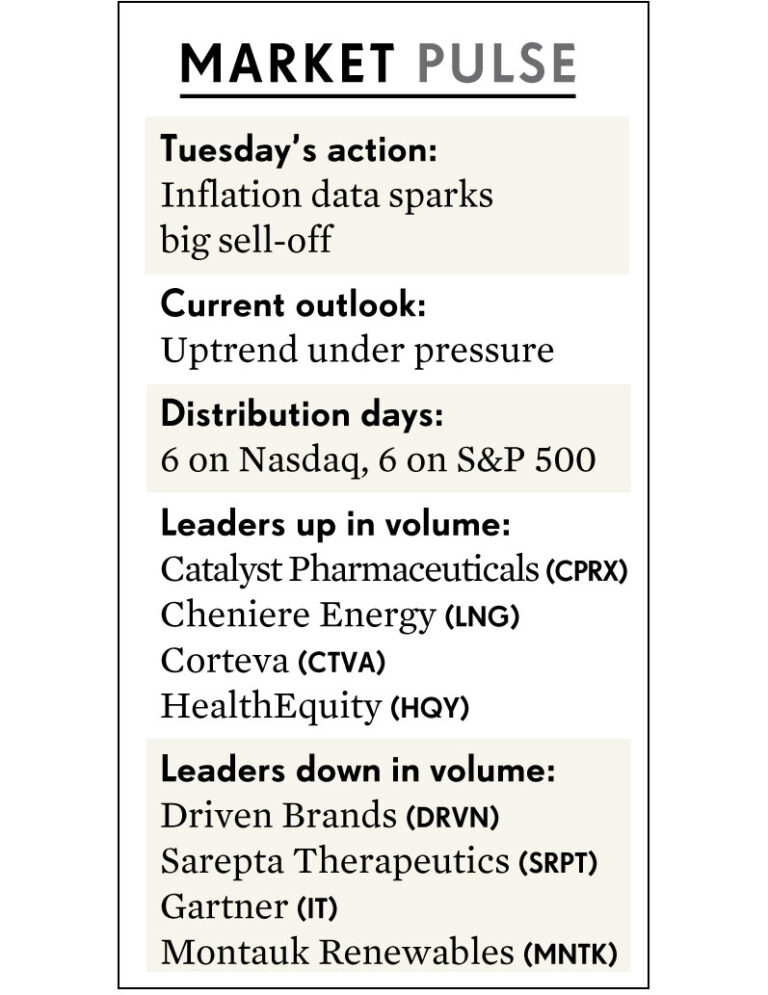 MARKET PULSE
Tuesday’s action:
Inflation data sparks
big sell-off
Current outlook:
Uptrend under pressure
Distribution days:
6 on Nasdaq, 6 on S&P 500
Leaders up in volume:
Catalyst Pharmaceuticals (CPRX)
Cheniere Energy (LNG)
Corteva (CTVA)
HealthEquity (HQY)
Leaders down in volume:
Driven Brands (DRVN)
Sarepta Therapeutics (SRPT)
Gartner (IT)
Montauk Renewables (MNTK)